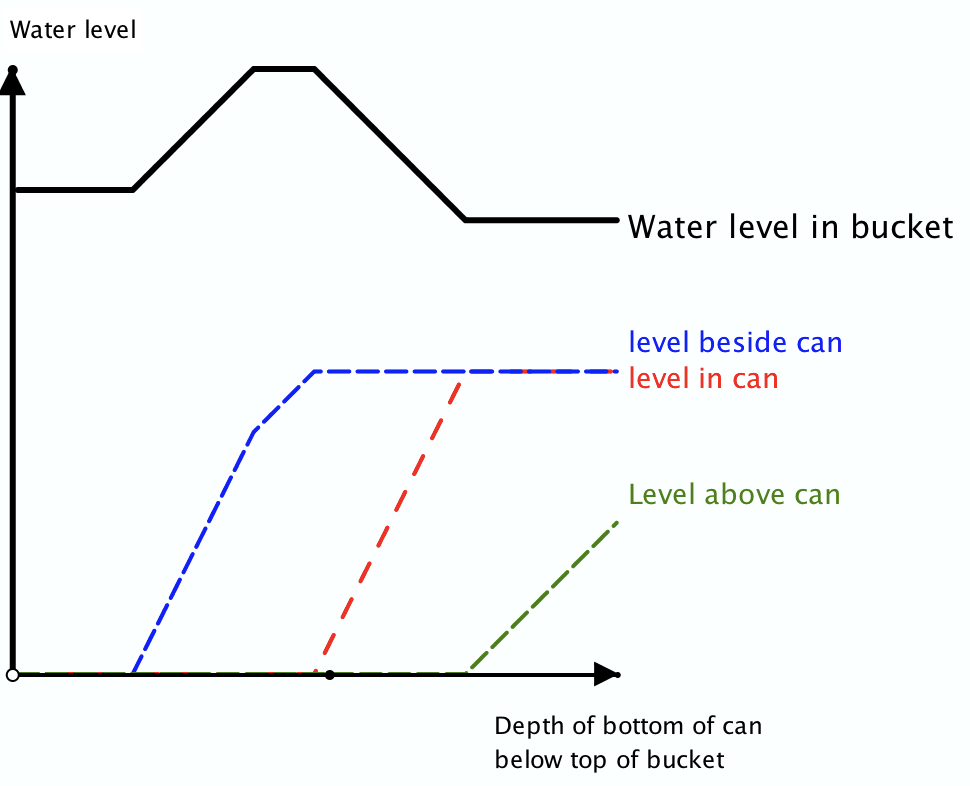 Water level
Water level in bucket
level beside can
level in can
Level above can
Depth of bottom of can
below top of bucket